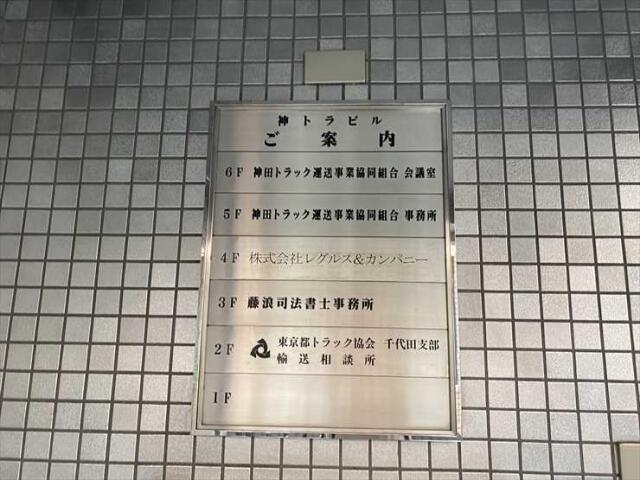 神トラビル
ご案内
6F 神田トラック運送事業協同組合 会議室
5F 神田トラック運送事業協同組合 事務所
4F 株式会社レグルス&カンパニー
3F 藤浪司法書士事務所
2F 東京都トラック協会 千代田支部
輸送相談所
1F